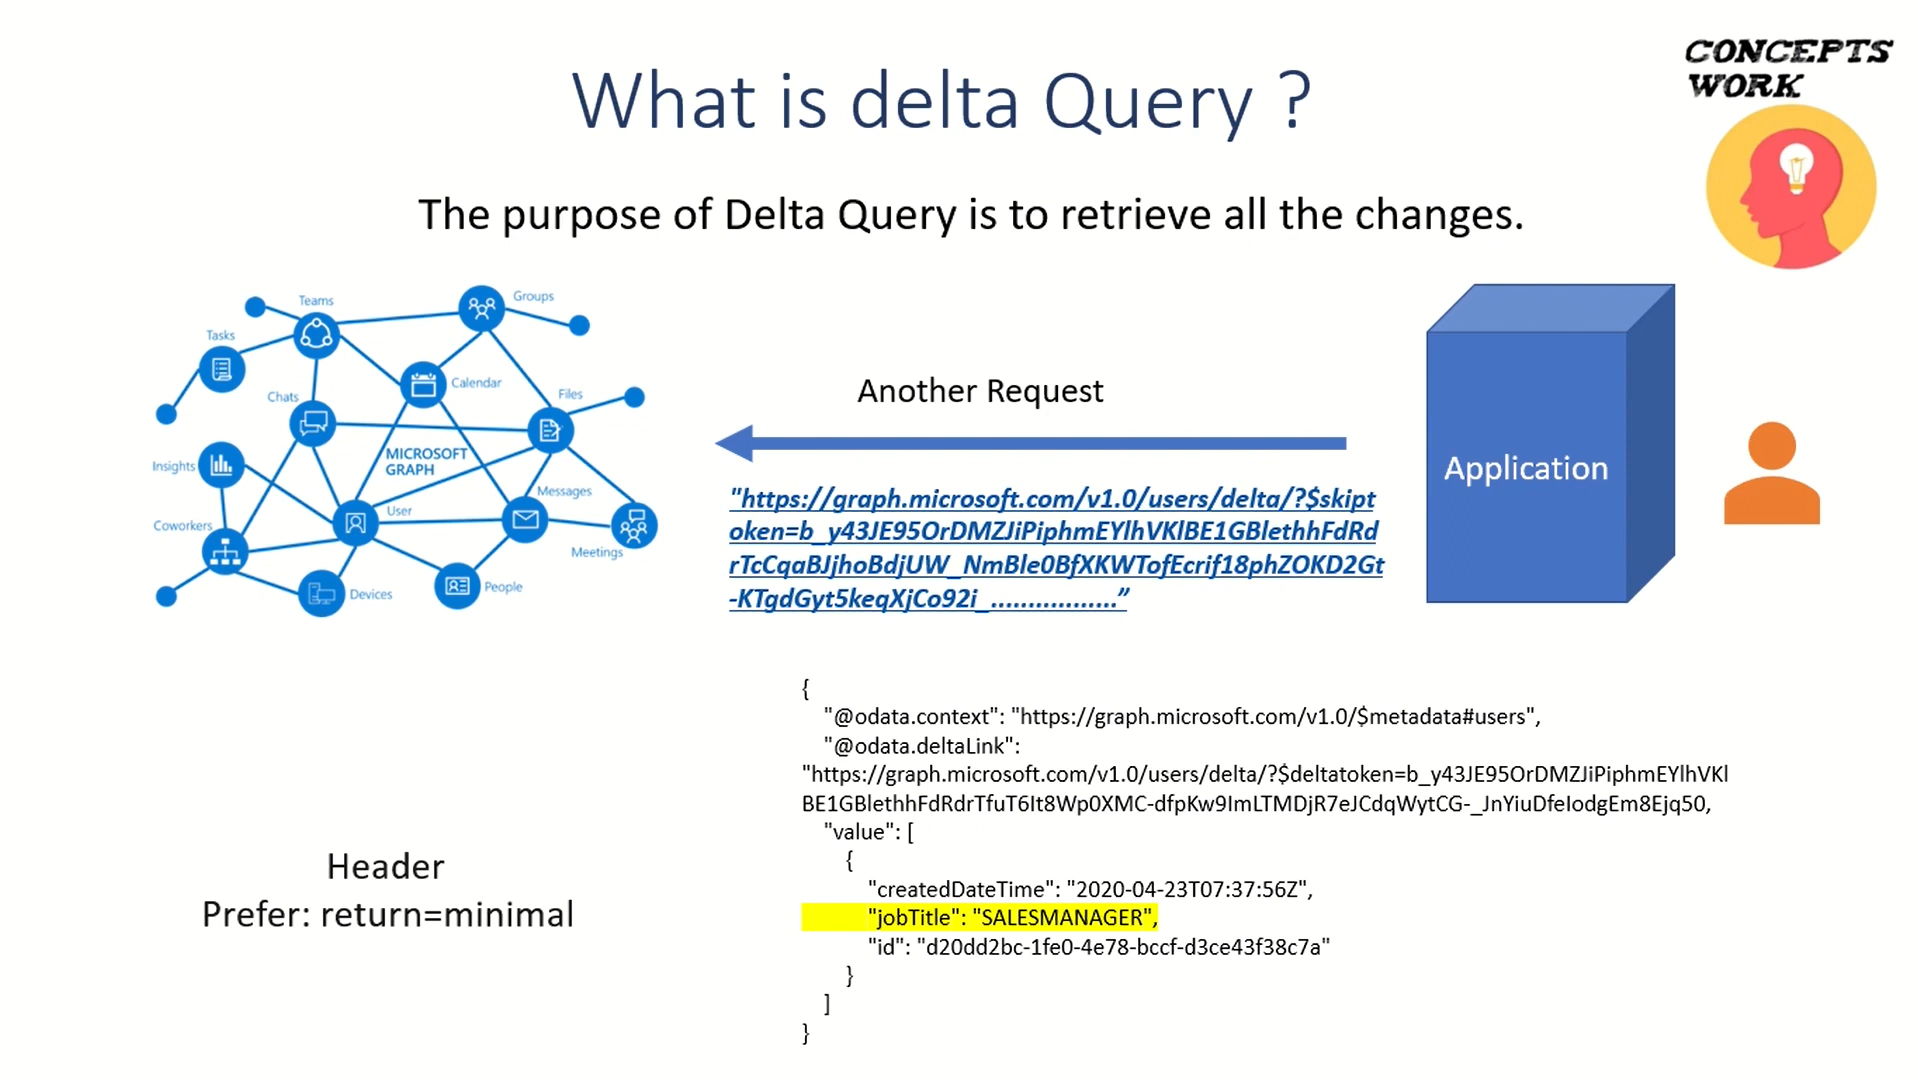 CONCEPTS
WORK
What is delta Query ?
The purpose of Delta Query is to retrieve all the changes.
Teams
Groups
Tasks
Calendar
Chats
Files
MICROSOFT
GRAPH
Insights
Messages
User
Coworkers
Meetings
Devices
People
Another Request
"https://graph.microsoft.com/v1.0/users/delta/?$skipt
oken=b_y43JE95OrDMZJiPiphmEYlhVKlBE1GBlethhFdRd
rTcCqaBJjhoBdjUW_NmBle0BfXKWTofEcrif18phZOKD2Gt
-KTgdGyt5keqXjCo92i_.................”
Application
{
"@odata.context": "https://graph.microsoft.com/v1.0/$metadata#users",
"@odata.deltaLink":
"https://graph.microsoft.com/v1.0/users/delta/?$deltatoken=b_y43JE95OrDMZJiPiphmEYlhVKl
BE1GBlethhFdRdrTfuT6It8Wp0XMC-dfpKw9ImLTMDjR7eJCdqWytCG-_JnYiuDfeIodgEm8Ejq50,
"value": [
{
"createdDateTime": "2020-04-23T07:37:56Z",
"jobTitle": "SALESMANAGER",
"id": "d20dd2bc-1fe0-4e78-bccf-d3ce43f38c7a"
}
]
}
Header
Prefer: return=minimal